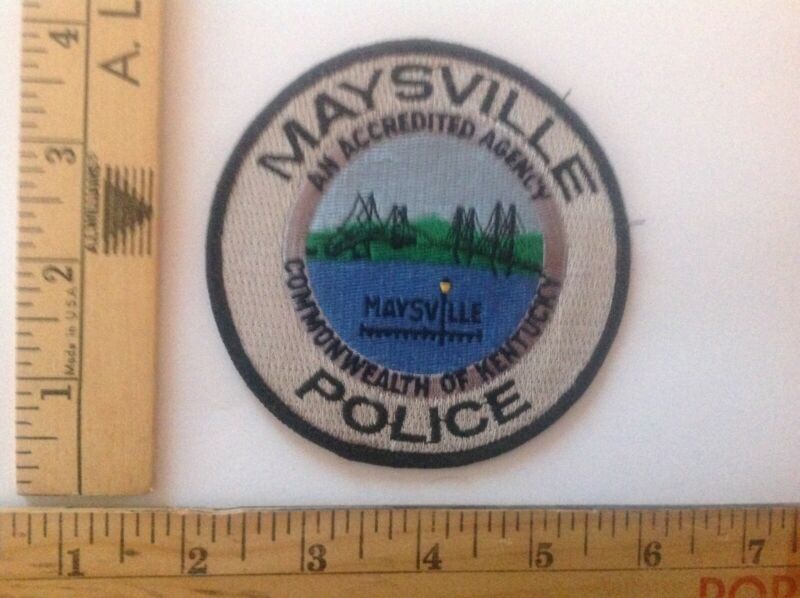 MAYSVILLE
AN ACCREDITED AGENCY
MAYSVILLE
COMMONWEALTH OF KENTUCKY
POLICE
A. L
4
3
2
Made in U.S.A.
1
1 2 3 4 5 6 7
POR